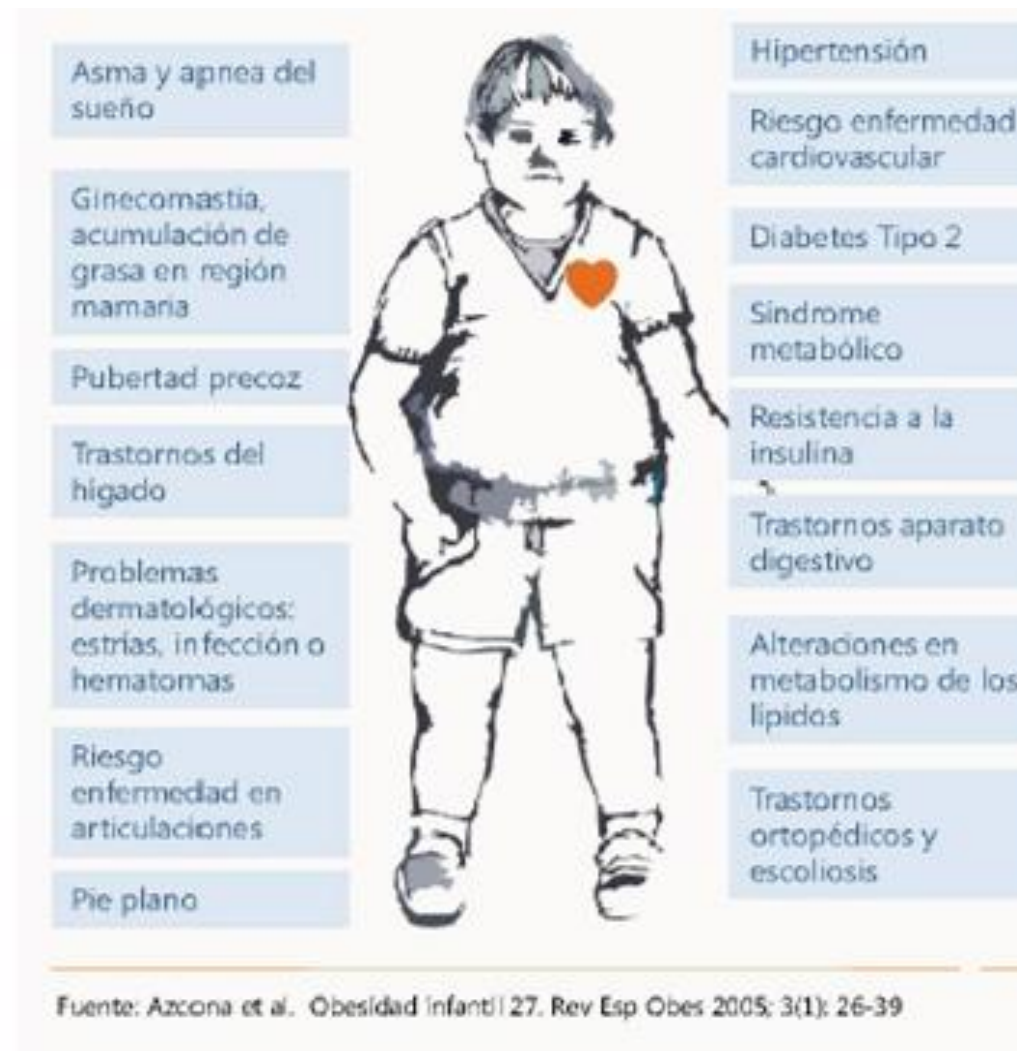 Asma y apnea del
sueño
Ginecomastia,
acumulación de
grasa en región
mamaria
Pubertad precoz
Trastornos del
hígado
Problemas
dermatológicos:
estrías, infección o
hematomas
Riesgo
enfermedad en
articulaciones
Pie plano
Hipertensión
Riesgo enfermedad
cardiovascular
Diabetes Tipo 2
Síndrome
metabólico
Resistencia a la
insulina
Trastornos aparato
digestivo
Alteraciones en
metabolismo de los
lípidos
Trastornos
ortopédicos y
escoliosis
Fuente: Azcona et al. Obesidad infantil 27. Rev Esp Obes 2005; 3(1): 26-39